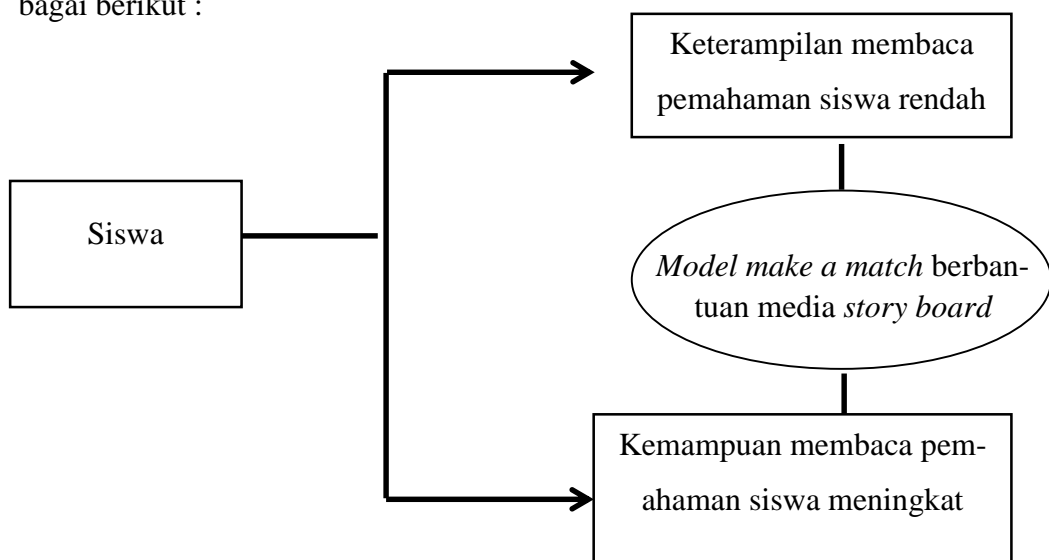 bagai berikut :
Keterampilan membaca
pemahaman siswa rendah
Siswa
Model make a match berban-
tuan media story board
Kemampuan membaca pem-
ahaman siswa meningkat